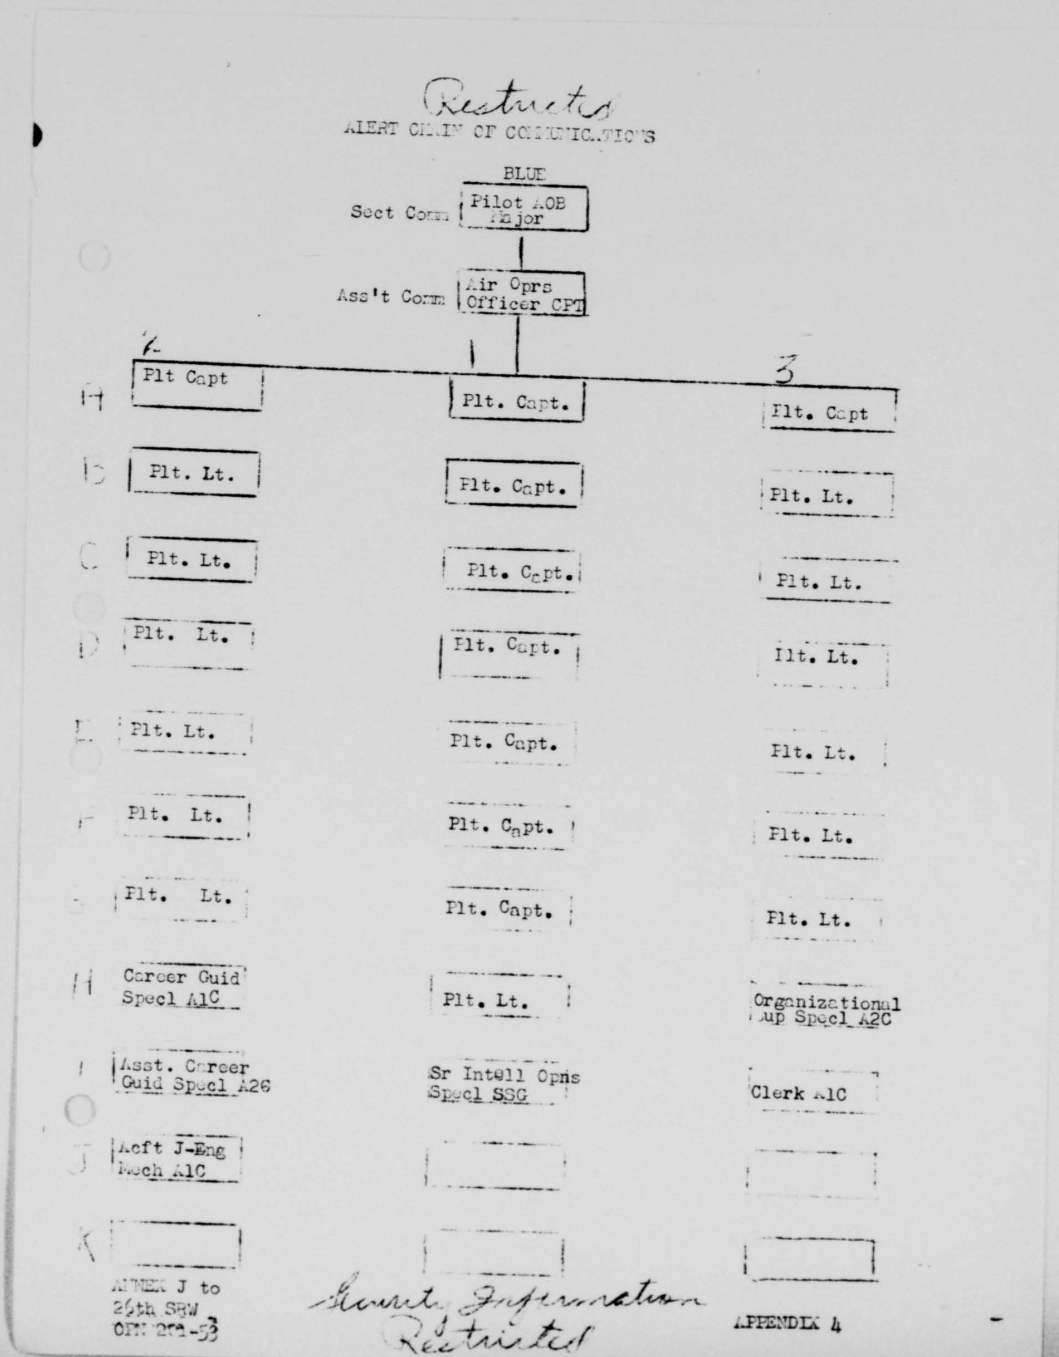 Restricted
ALERT CHAIN OF COMMUNICATIONS
BLUE
Sect Comm
Pilot AOB
Major
Ass't Comm
Air Oprs
Officer CPT
2
1
3
A
Plt Capt
Plt. Capt.
Plt. Capt
B
Plt. Lt.
Plt. Capt.
Plt. Lt.
C
Plt. Lt.
Plt. Capt.
Plt. Lt.
D
Plt. Lt.
Plt. Capt.
Plt. Lt.
E
Plt. Lt.
Plt. Capt.
Plt. Lt.
F
Plt. Lt.
Plt. Capt.
Plt. Lt.
Plt. Lt.
Plt. Capt.
Plt. Lt.
H
Career Guid
Specl A1C
Plt. Lt.
Organizational
Sup Specl A2C
I
Asst. Career
Guid Specl A2C
Sr Intell Opns
Specl SSG
Clerk A1C
J
Acft J-Eng
Mech A1C
K
ANNEX J to
SRW
OPN
Security Information
Restricted
APPENDIX 4